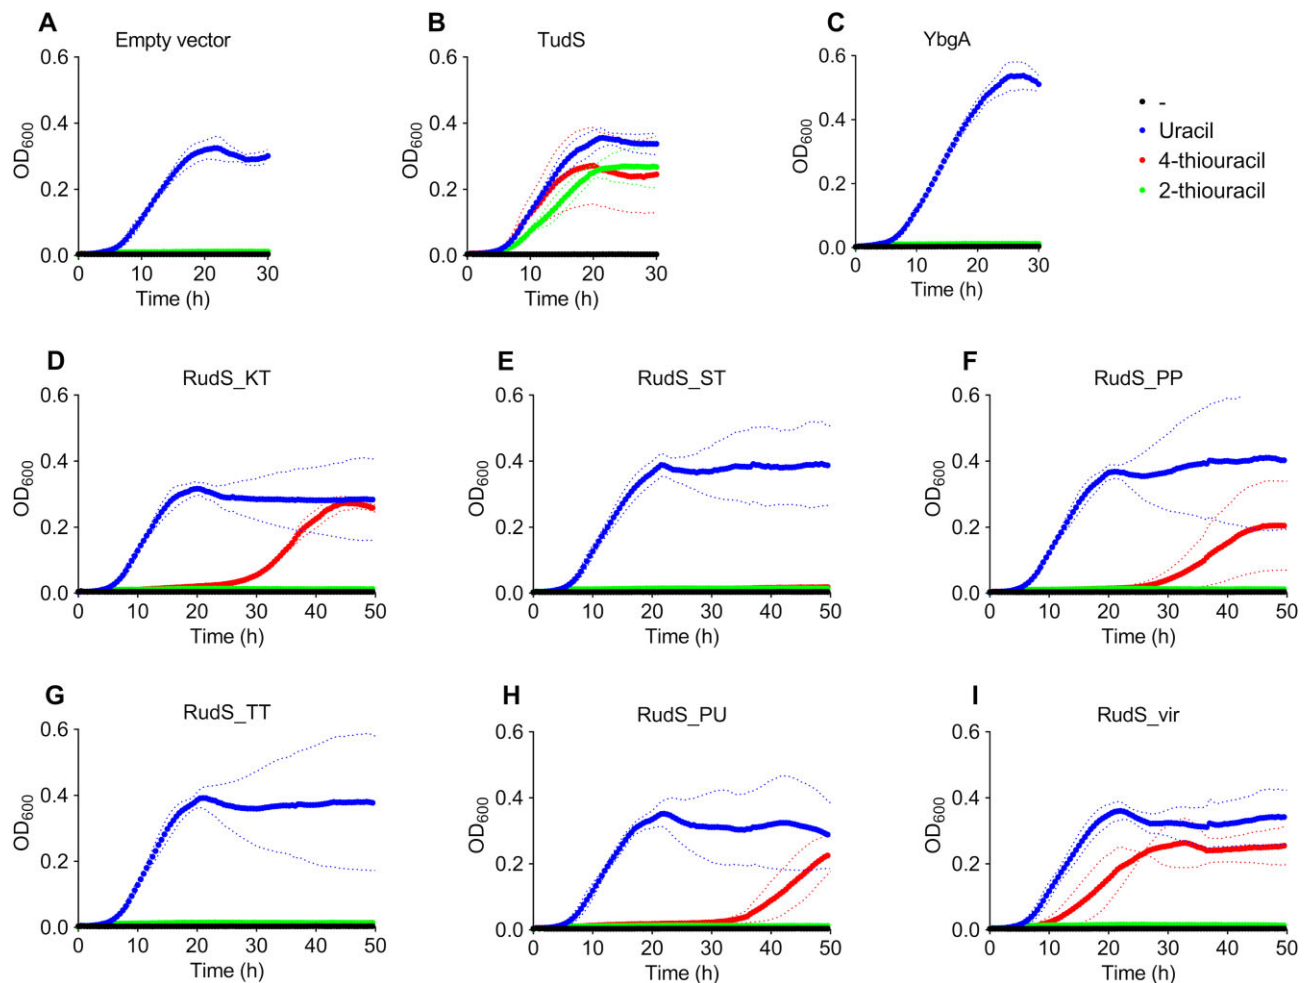 A
Empty vector
0.6
0.4
0.2
0.0
OD600
0 10 20 30
Time (h)
B
TudS
0.6
0.4
0.2
0.0
OD600
0 10 20 30
Time (h)
C
YbgA
0.6
0.4
0.2
0.0
OD600
0 10 20 30
Time (h)
-
Uracil
4-thiouracil
2-thiouracil
D
RudS_KT
0.6
0.4
0.2
0.0
OD600
0 10 20 30 40 50
Time (h)
E
RudS_ST
0.6
0.4
0.2
0.0
OD600
0 10 20 30 40 50
Time (h)
F
RudS_PP
0.6
0.4
0.2
0.0
OD600
0 10 20 30 40 50
Time (h)
G
RudS_TT
0.6
0.4
0.2
0.0
OD600
0 10 20 30 40 50
Time (h)
H
RudS_PU
0.6
0.4
0.2
0.0
OD600
0 10 20 30 40 50
Time (h)
I
RudS_vir
0.6
0.4
0.2
0.0
OD600
0 10 20 30 40 50
Time (h)